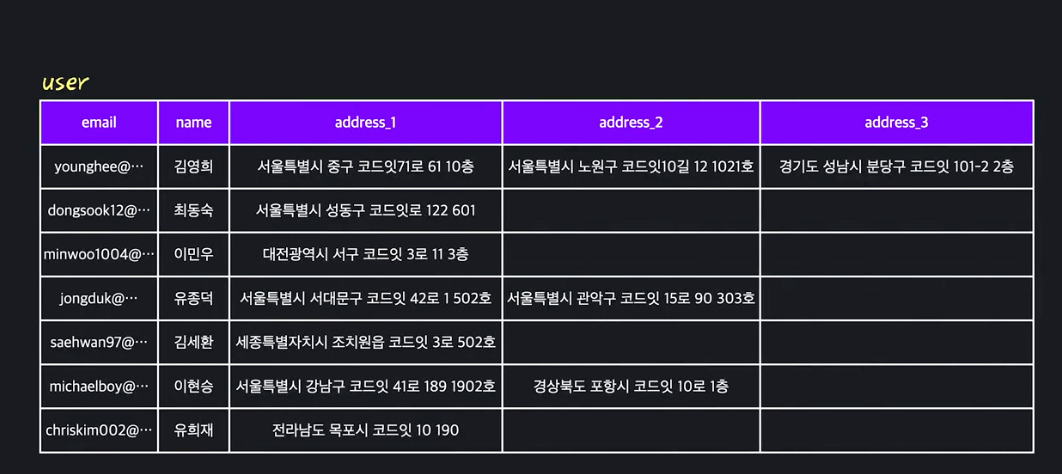 user
email name address_1 address_2 address_3
younghee@··· 김영희 서울특별시 중구 코드잇71로 61 10층 서울특별시 노원구 코드잇10길 12 1021호 경기도 성남시 분당구 코드잇 101-2 2층
dongsook12@··· 최동숙 서울특별시 성동구 코드잇로 122 601
minwoo1004@··· 이민우 대전광역시 서구 코드잇 3로 11 3층
jongduk@··· 유종덕 서울특별시 서대문구 코드잇 42로 1 502호 서울특별시 관악구 코드잇 15로 90 303호
saehwan97@··· 김세환 세종특별자치시 조치원읍 코드잇 3로 502호
michaelboy@··· 이현승 서울특별시 강남구 코드잇 41로 189 1902호 경상북도 포항시 코드잇 10로 1층
chriskim002@··· 유희재 전라남도 목포시 코드잇 10 190